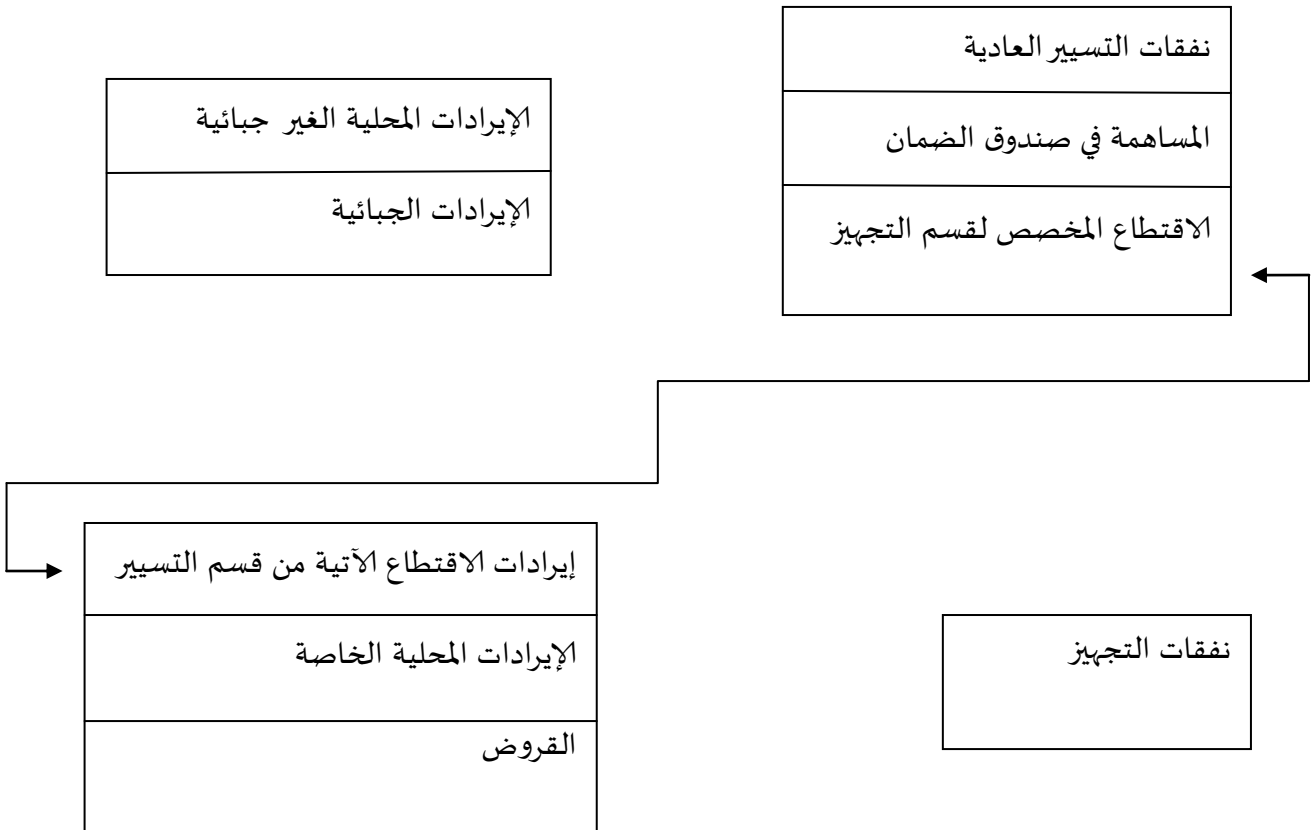 نفقات التسيير العادية
المساهمة في صندوق الضمان
الاقتطاع المخصص لقسم التجهيز
الإيرادات المحلية الغير جبائية
الإيرادات الجبائية
نفقات التجهيز
إيرادات الاقتطاع الآتية من قسم التسيير
الإيرادات المحلية الخاصة
القروض